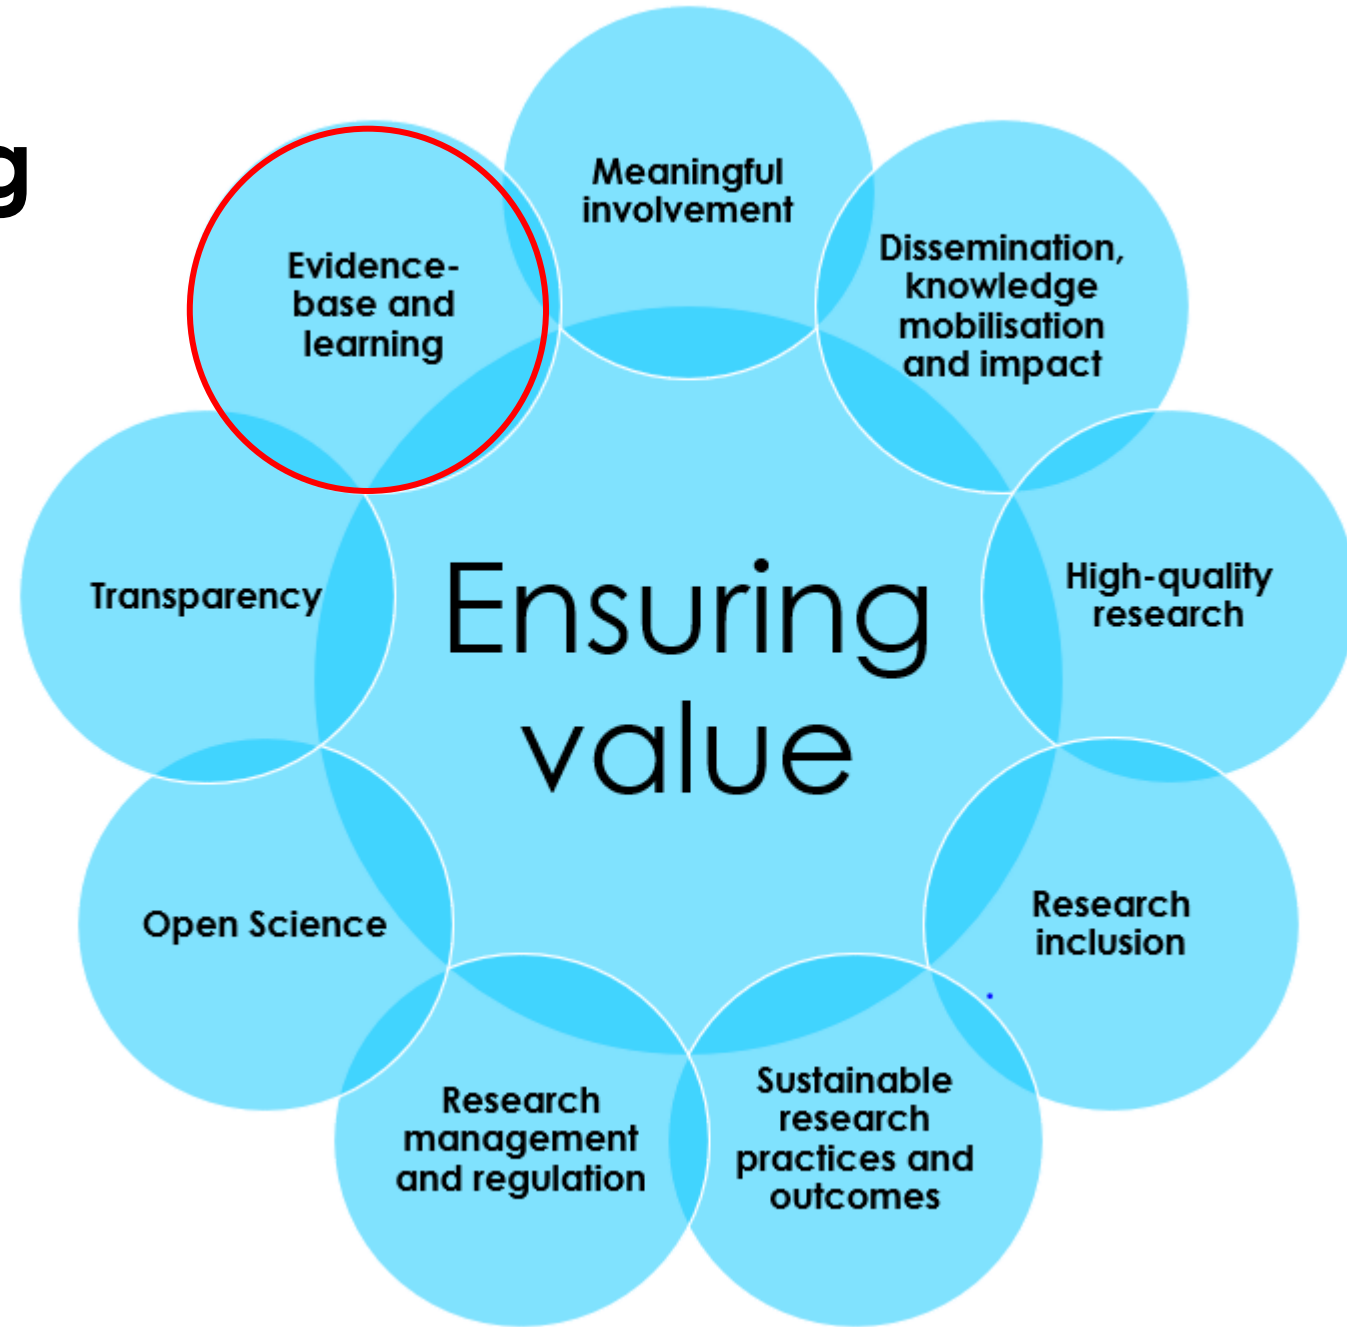 g
Meaningful
involvement
Dissemination,
knowledge
mobilisation
and impact
High-quality
research
Research
inclusion
Sustainable
research
practices and
outcomes
Research
management
and regulation
Open Science
Transparency
Evidence-
base and
learning
Ensuring
value